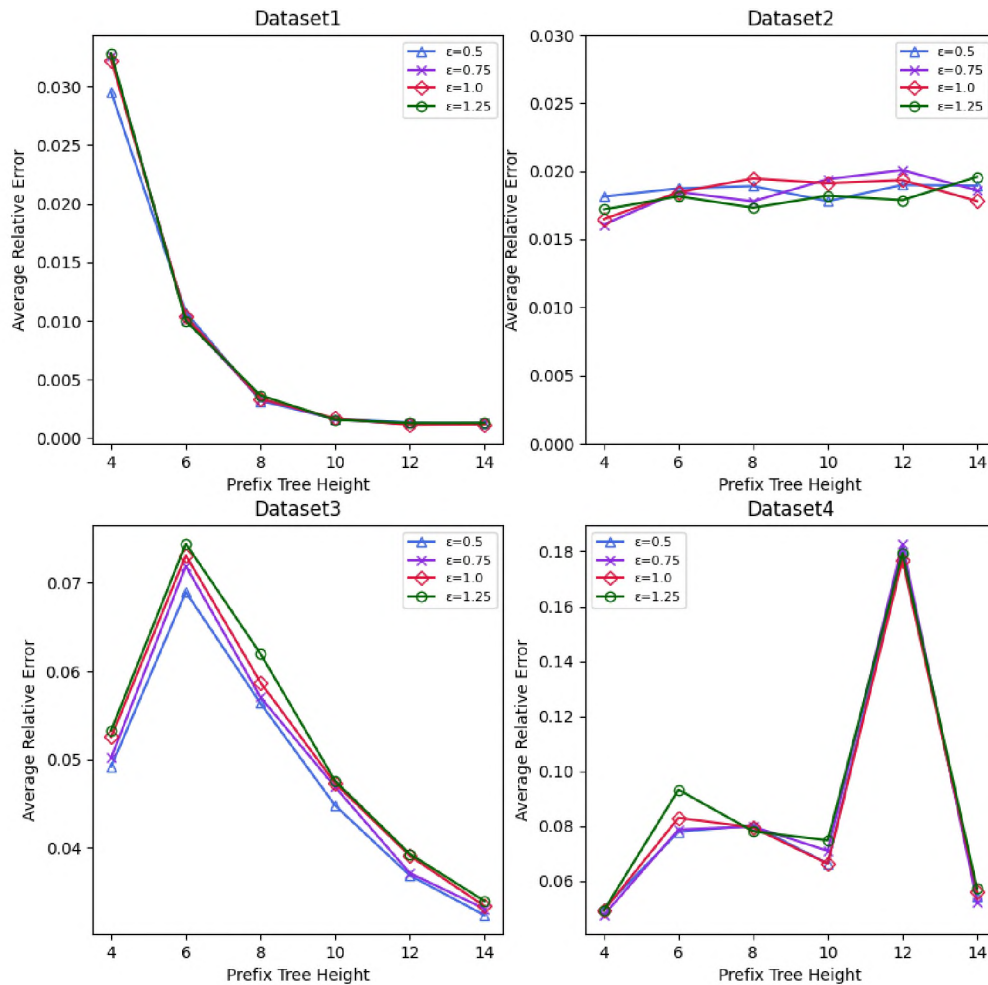 Dataset1
Average Relative Error
0.030
0.025
0.020
0.015
0.010
0.005
0.000
4 6 8 10 12 14
Prefix Tree Height
ε=0.5
ε=0.75
ε=1.0
ε=1.25
Dataset2
Average Relative Error
0.030
0.025
0.020
0.015
0.010
0.005
0.000
4 6 8 10 12 14
Prefix Tree Height
ε=0.5
ε=0.75
ε=1.0
ε=1.25
Dataset3
Average Relative Error
0.07
0.06
0.05
0.04
4 6 8 10 12 14
Prefix Tree Height
ε=0.5
ε=0.75
ε=1.0
ε=1.25
Dataset4
Average Relative Error
0.18
0.16
0.14
0.12
0.10
0.08
0.06
4 6 8 10 12 14
Prefix Tree Height
ε=0.5
ε=0.75
ε=1.0
ε=1.25